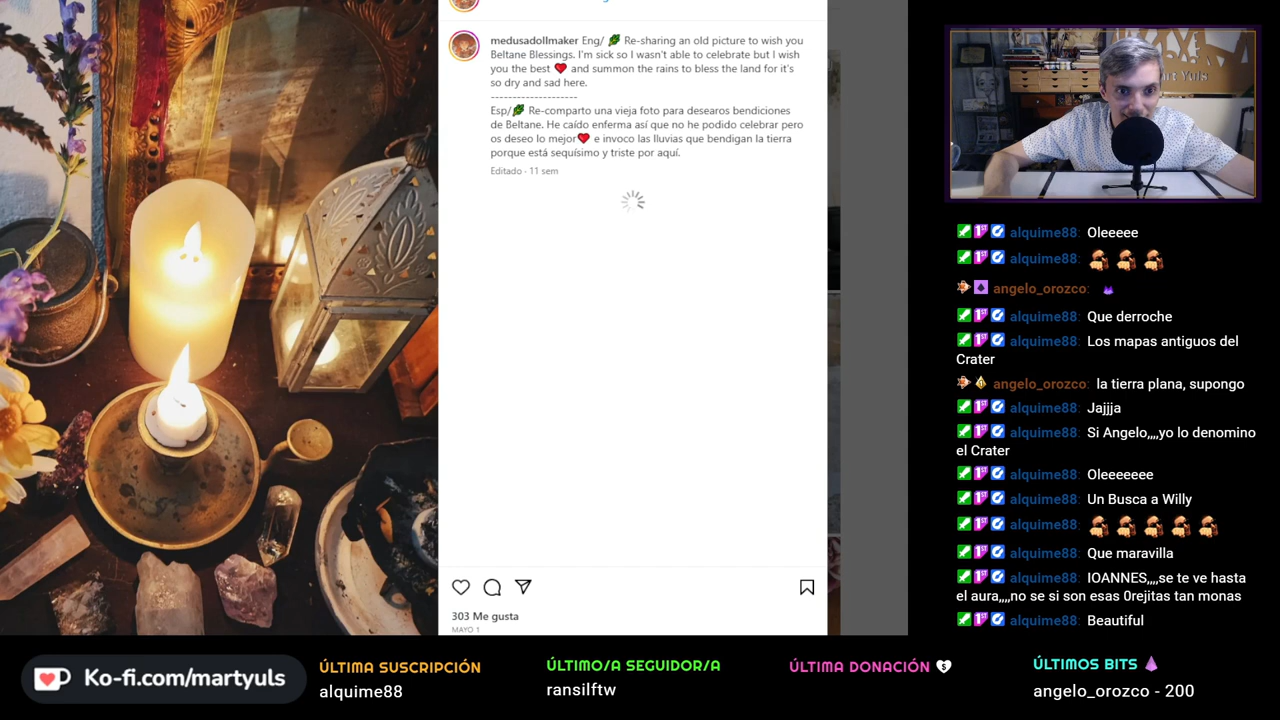 medusadollmaker Eng/ 🌿 Re-sharing an old picture to wish you
Beltane Blessings. I'm sick so I wasn't able to celebrate but I wish
you the best ❤️ and summon the rains to bless the land for it's
so dry and sad here.
--------------------
Esp/🌿 Re-comparto una vieja foto para desearos bendiciones
de Beltane. He caído enferma así que no he podido celebrar pero
os deseo lo mejor❤️ e invoco las lluvias que bendigan la tierra
porque está sequísimo y triste por aquí.
Editado · 11 sem
303 Me gusta
MAYO 1
alquime88: Oleeeee
alquime88:
angelo_orozco:
alquime88: Que derroche
alquime88: Los mapas antiguos del
Crater
angelo_orozco: la tierra plana, supongo
alquime88: Jajjja
alquime88: Si Angelo,,,,yo lo denomino
el Crater
alquime88: Oleeeeeee
alquime88: Un Busca a Willy
alquime88:
alquime88: Que maravilla
alquime88: IOANNES,,,,se te ve hasta
el aura,,,,no se si son esas 0rejitas tan monas
alquime88: Beautiful
Ko-fi.com/martyuls
ÚLTIMA SUSCRIPCIÓN
alquime88
ÚLTIMO/A SEGUIDOR/A
ransilftw
ÚLTIMA DONACIÓN
ÚLTIMOS BITS
angelo_orozco - 200